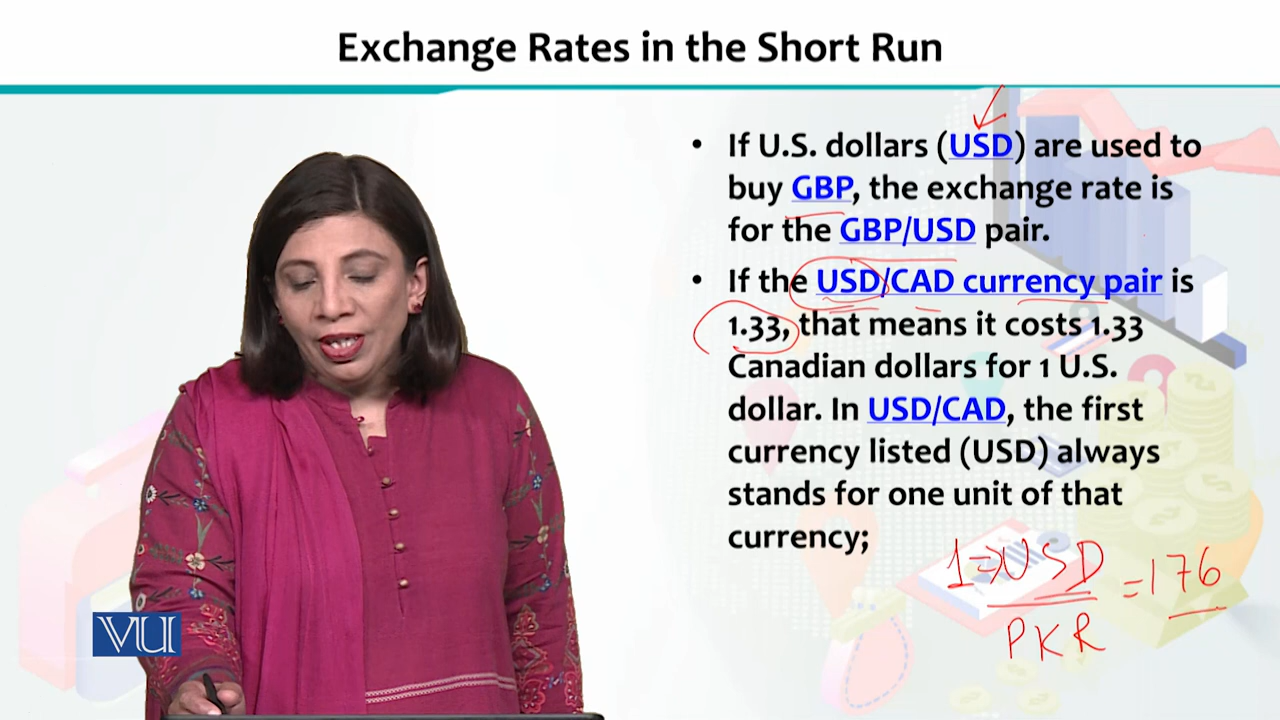 Exchange Rates in the Short Run
• If U.S. dollars (USD) are used to
buy GBP, the exchange rate is
for the GBP/USD pair.
• If the USD/CAD currency pair is
1.33, that means it costs 1.33
Canadian dollars for 1 U.S.
dollar. In USD/CAD, the first
currency listed (USD) always
stands for one unit of that
currency;
1 USD
= 176
PKR
VU